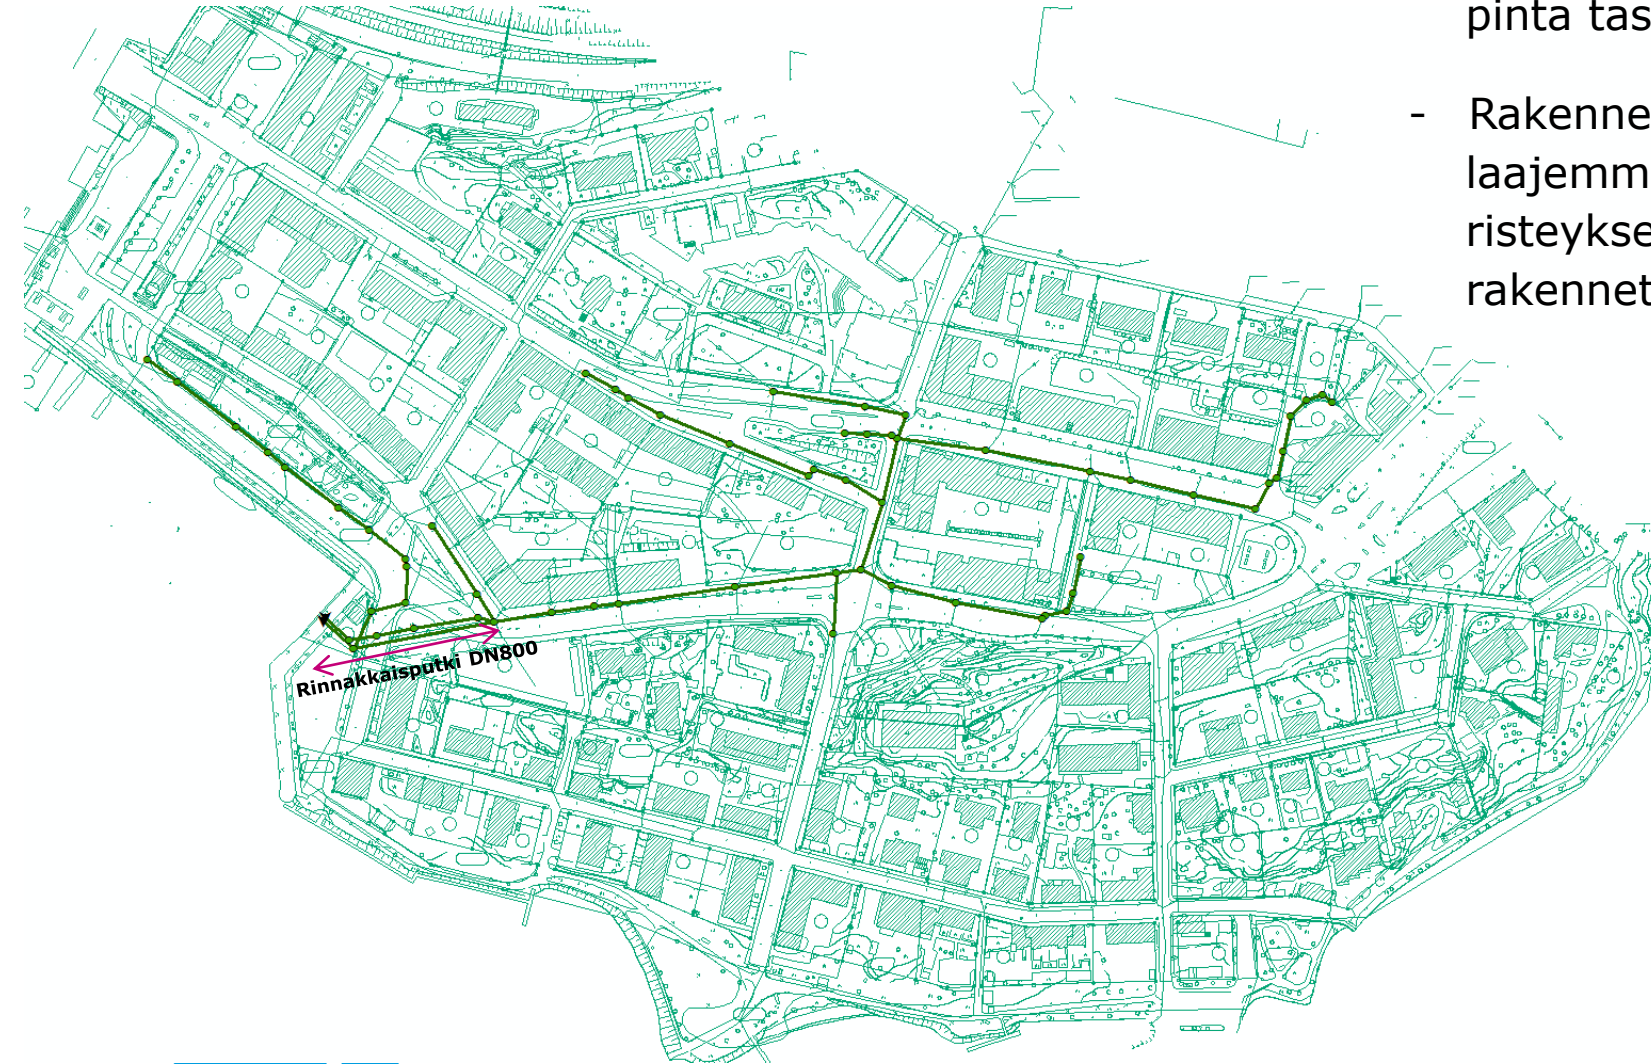 pinta tas
- Rakenne
laajemm
risteykse
rakennet
Rinnakkaisputki DN800